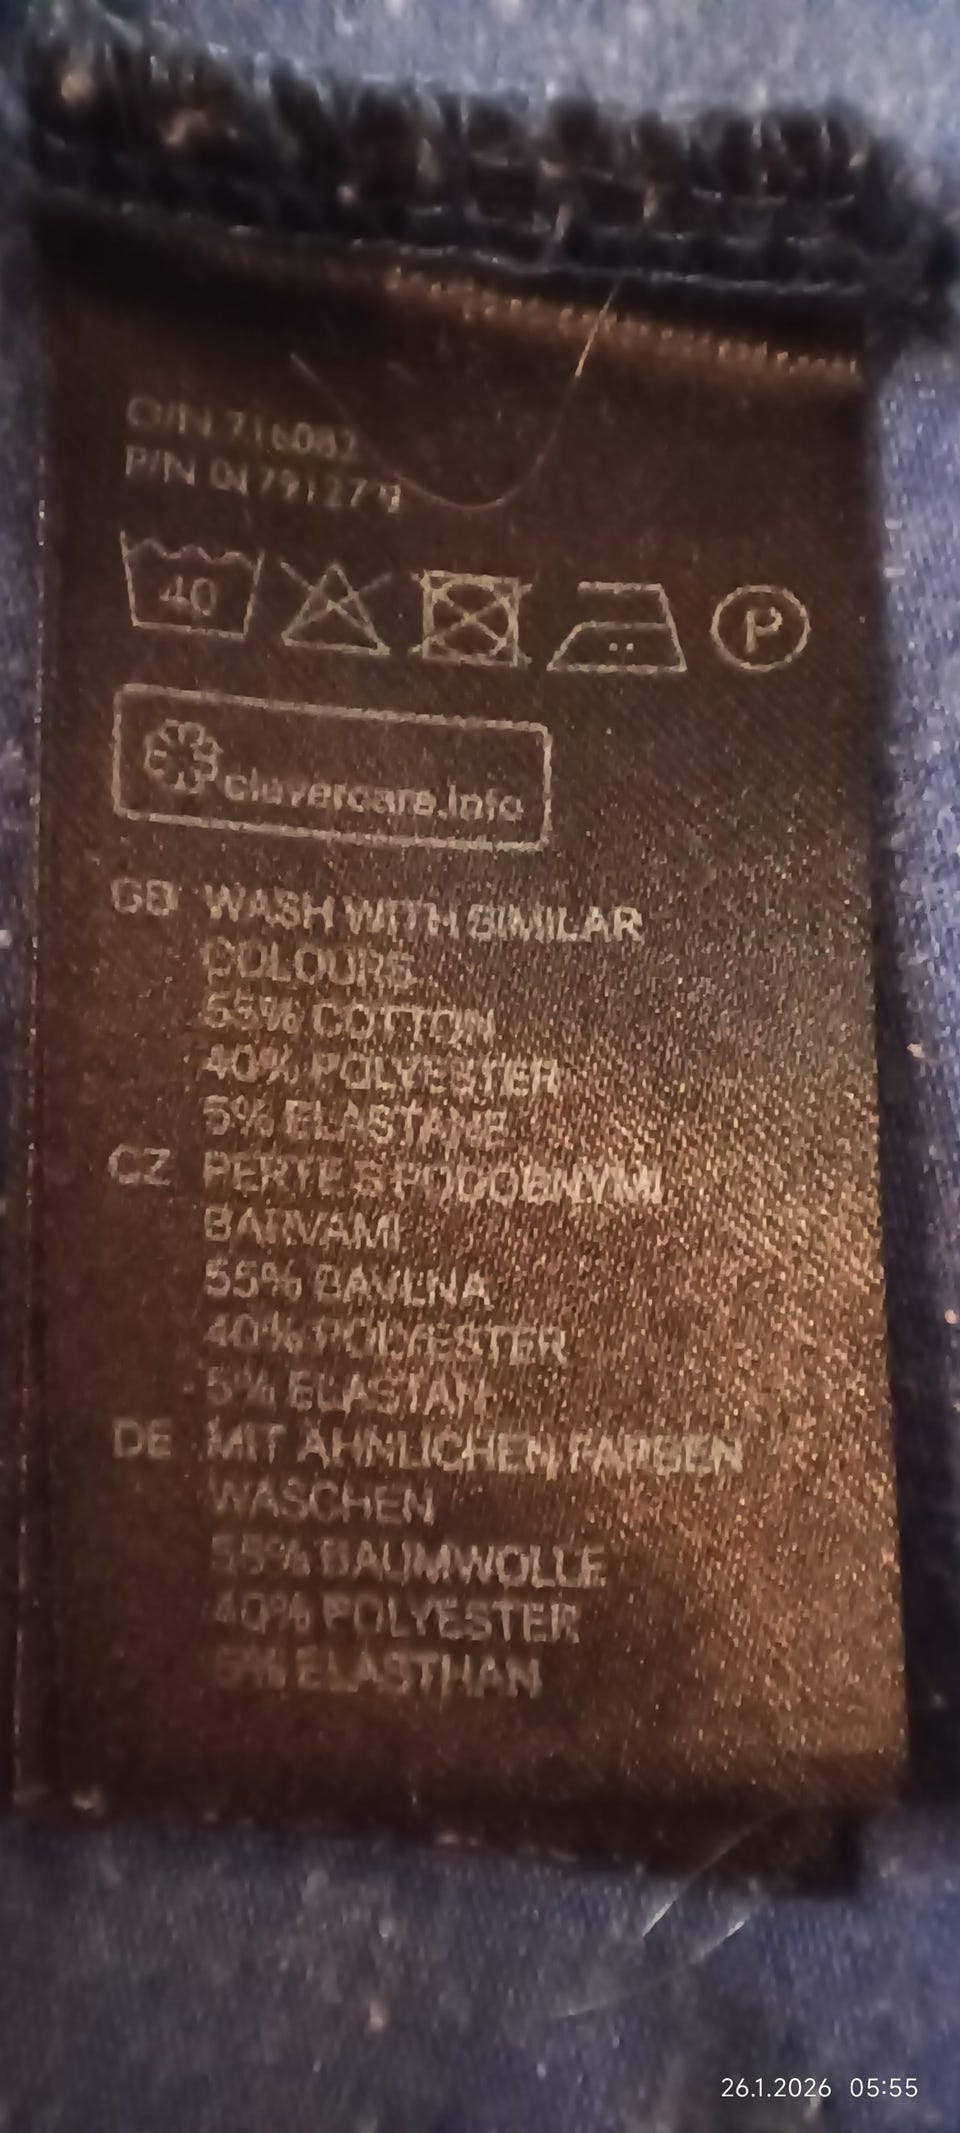 O/N 716082
P/N
40
P
clevercare.info
GB WASH WITH SIMILAR
COLOURS
55% COTTON
40% POLYESTER
5% ELASTANE
CZ PERTE S PODOBNÝMI
BARVAMI
55% BAVLNA
40% POLYESTER
5% ELASTAN
DE MIT ÄHNLICHEN FARBEN
WASCHEN
55% BAUMWOLLE
40% POLYESTER
5% ELASTHAN
26.1.2026 05:55